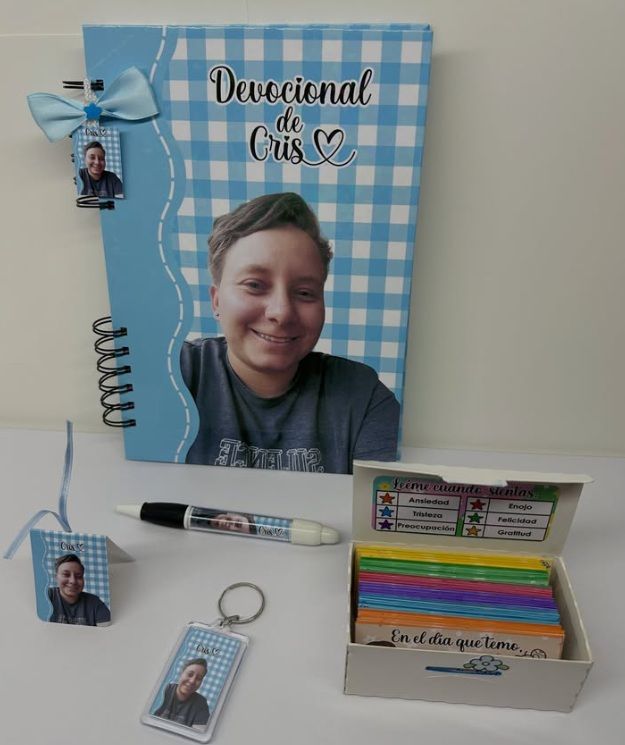 Devocional
de
Cris
Cris
Cris
Cris
Léeme cuando sientas
Ansiedad
Enojo
Tristeza
Felicidad
Preocupación
Gratitud
En el día que temo,